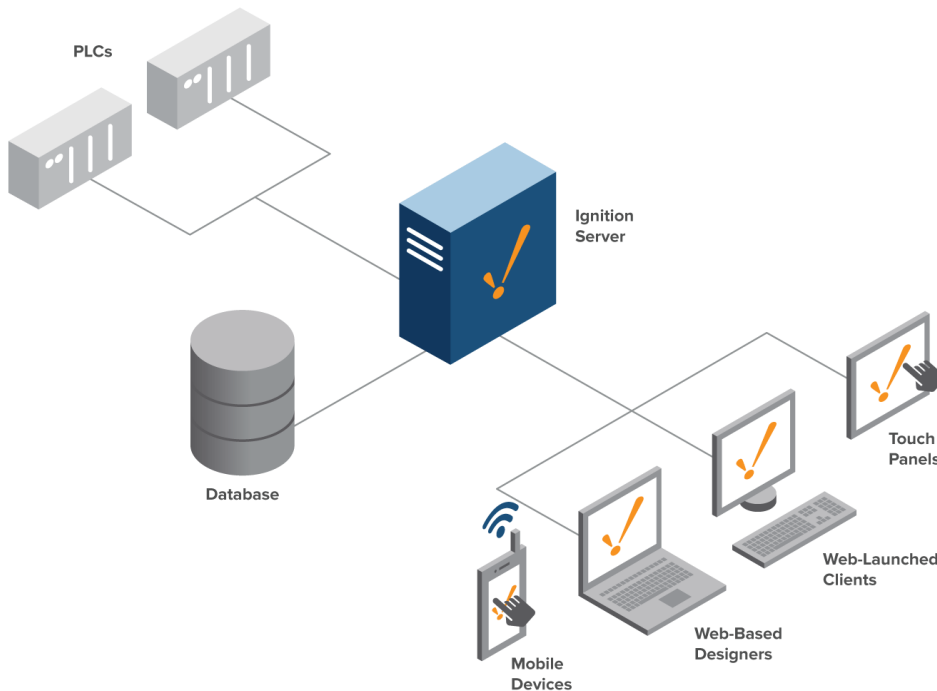 PLCs
Ignition
Server
Database
Touch
Panels
Web-Launched
Clients
Web-Based
Designers
Mobile
Devices